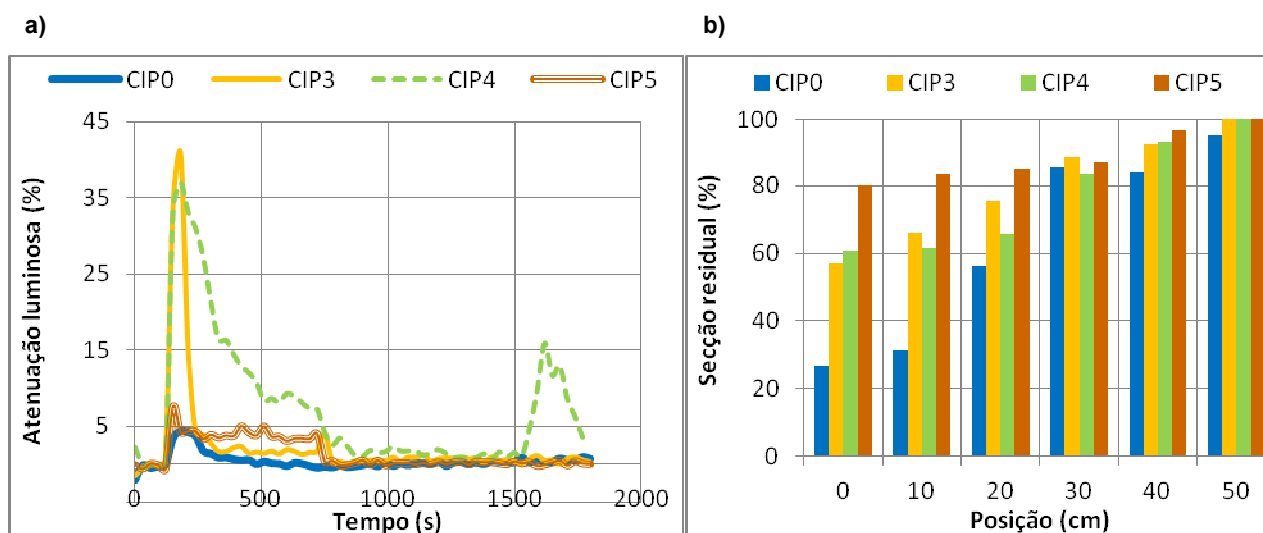 a)
CIP0 CIP3 CIP4 CIP5
45
35
25
15
5
0 500 1000 1500 2000
Atenuação luminosa (%)
Tempo (s)
b)
CIP0 CIP3 CIP4 CIP5
100
80
60
40
20
0
0 10 20 30 40 50
Secção residual (%)
Posição (cm)